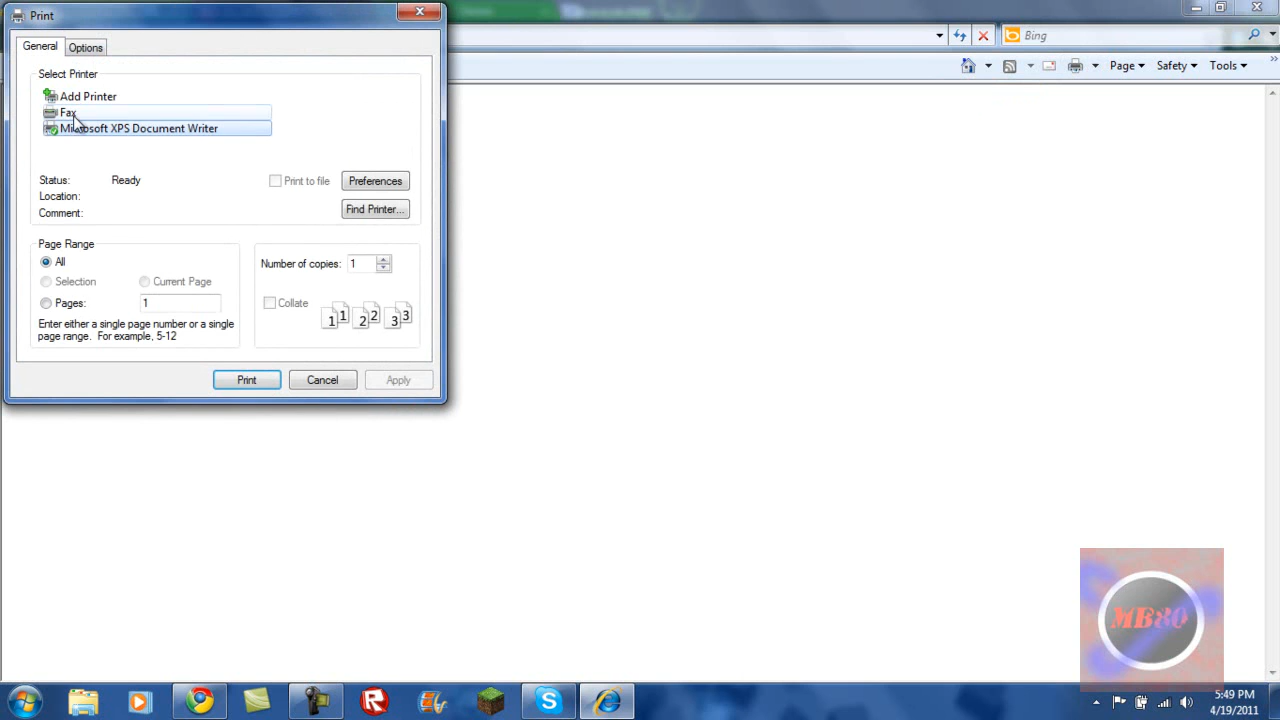 Print
General
Options
Bing
Page
Safety
Tools
Select Printer
Add Printer
Fax
Microsoft XPS Document Writer
Status: Ready
Location:
Comment:
Print to file
Preferences
Find Printer...
Page Range
All
Selection
Current Page
Pages: 1
Enter either a single page number or a single
page range. For example, 5-12
Number of copies: 1
Collate
1 1 2 2 3 3
Print
Cancel
Apply
MB80
5:49 PM
4/19/2011